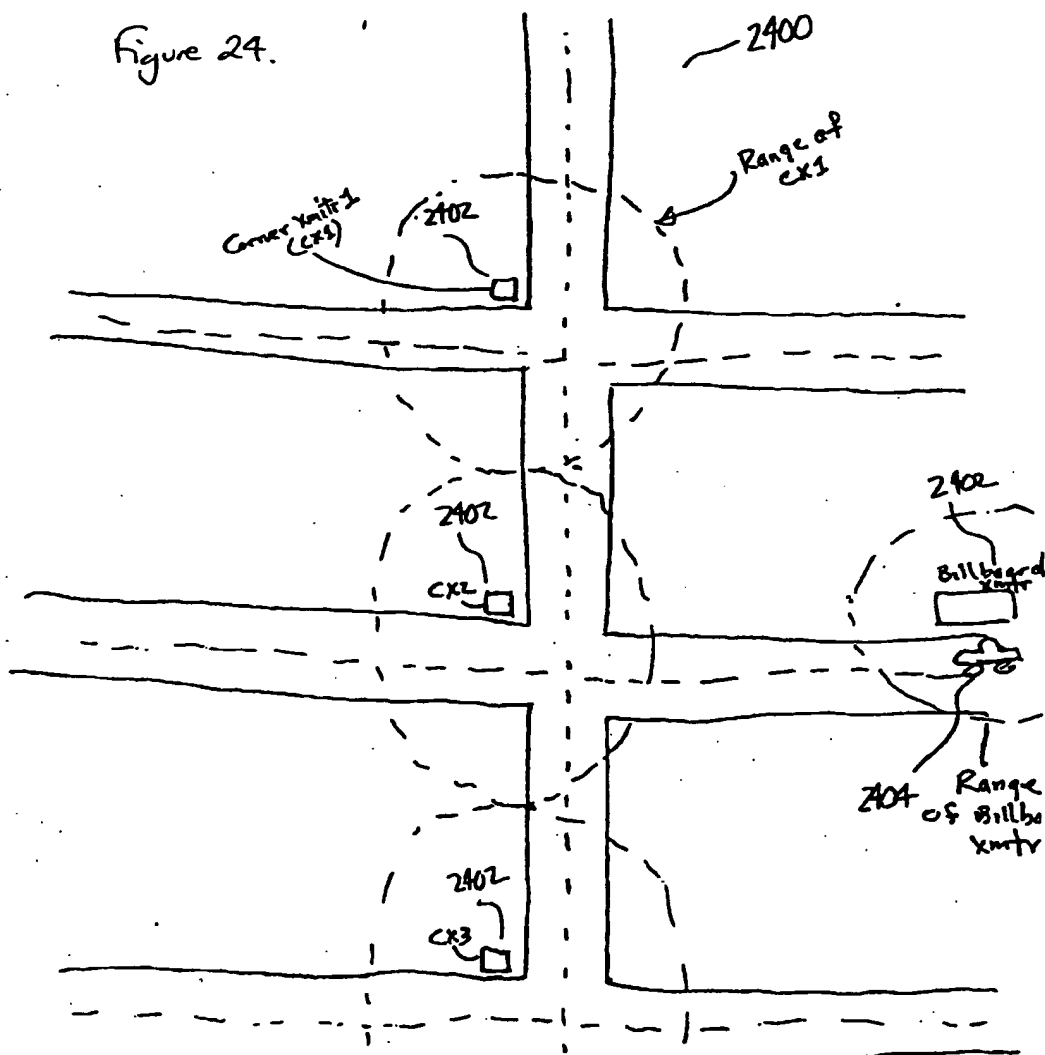 Figure 24.
2400
Range of
CX1
Corner Xmitr 1
(CX1)
2402
2402
CX2
2402
Billboard
xmtr
2404
Range
of Billbo
xmtr
2402
CX3